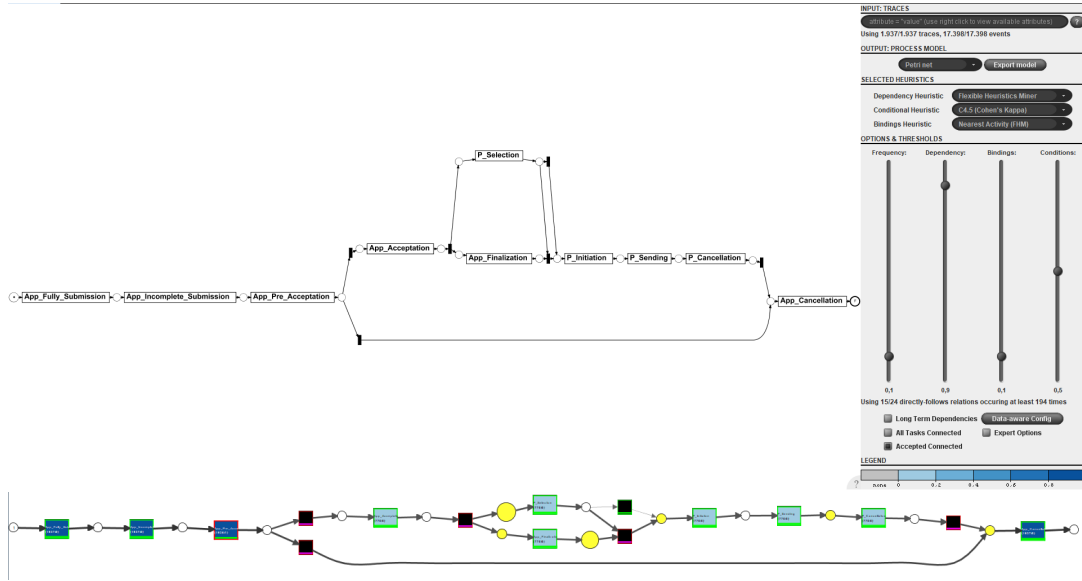 INPUT: TRACES
attribute = "value" (use right click to view available attributes)
?
Using 1.937/1.937 traces, 17.398/17.398 events
OUTPUT: PROCESS MODEL
Petri net
Export model
SELECTED HEURISTICS
Dependency Heuristic
Flexible Heuristics Miner
Conditional Heuristic
C4.5 (Cohen's Kappa)
Bindings Heuristic
Nearest Activity (FHM)
OPTIONS & THRESHOLDS
Frequency: Dependency: Bindings: Conditions:
0,1 0,9 0,1 0,5
Using 15/24 directly-follows relations occuring at least 194 times
Long Term Dependencies
Data-aware Config
All Tasks Connected
Expert Options
Accepted Connected
LEGEND
none 0 0.2 0.4 0.6 0.8
?
P_Selection
App_Acceptation
App_Finalization
P_Initiation
P_Sending
P_Cancellation
App_Fully_Submission
App_Incomplete_Submission
App_Pre_Acceptation
App_Cancellation